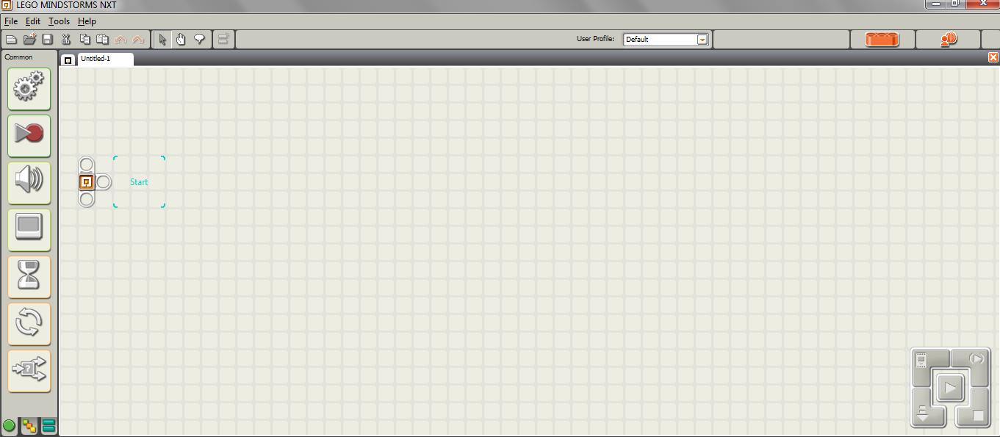 LEGO MINDSTORMS NXT
File Edit Tools Help
User Profile: Default
Common
Untitled-1
Start